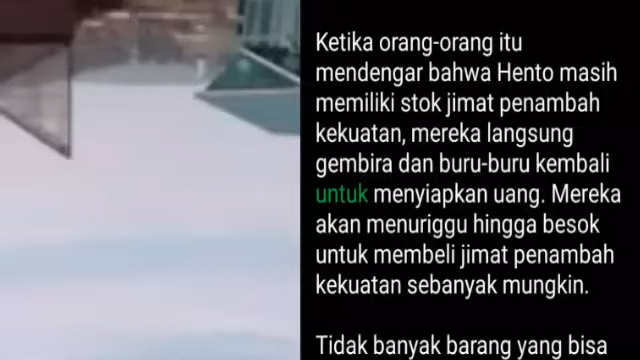 Ketika orang-orang itu
mendengar bahwa Hento masih
memiliki stok jimat penambah
kekuatan, mereka langsung
gembira dan buru-buru kembali
untuk menyiapkan uang. Mereka
akan menuriggu hingga besok
untuk membeli jimat penambah
kekuatan sebanyak mungkin.
Tidak banyak barang yang bisa